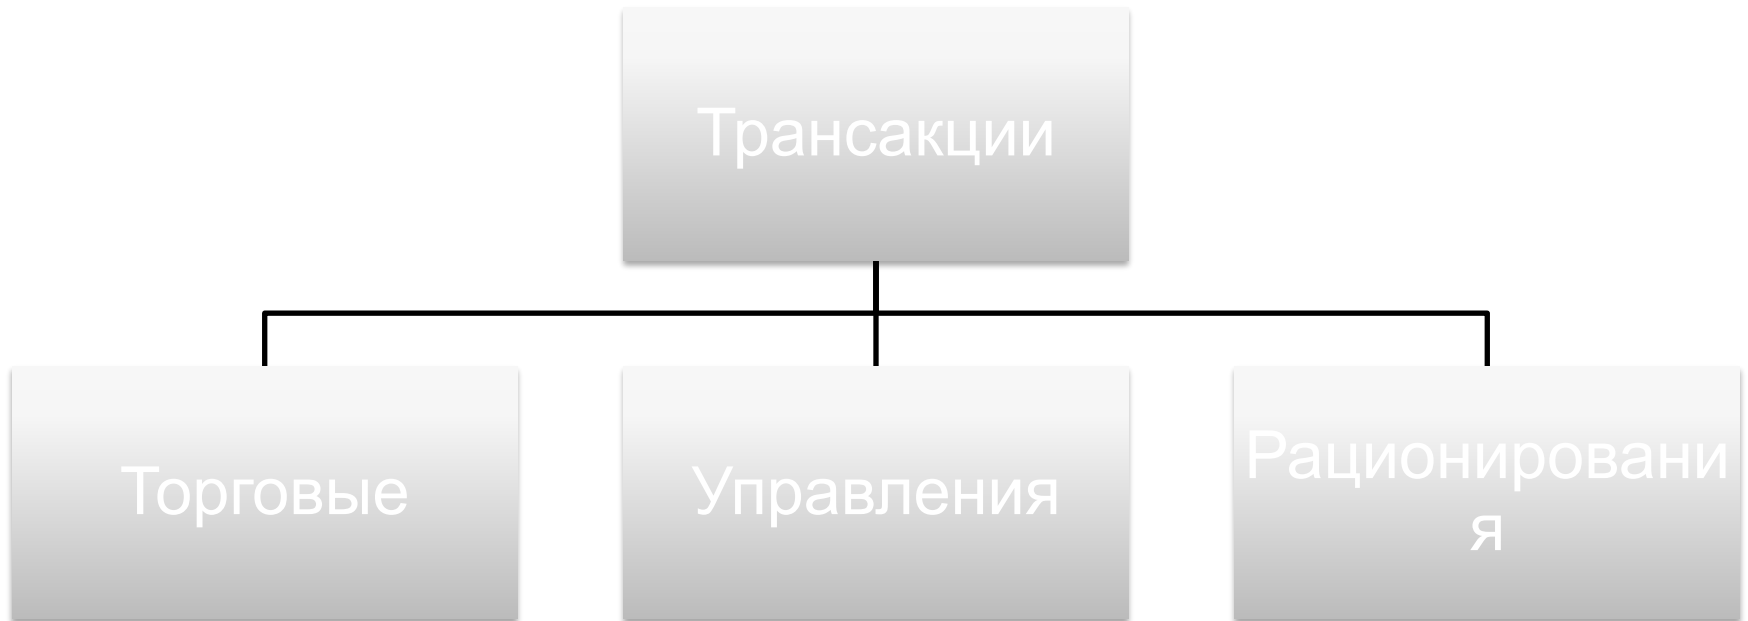 Трансакции
Торговые
Управления
Рационировани
я